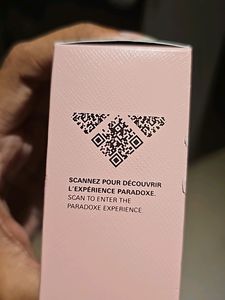 SCANNEZ POUR DÉCOUVRIR
L'EXPÉRIENCE PARADOXE.
SCAN TO ENTER THE
PARADOXE EXPERIENCE